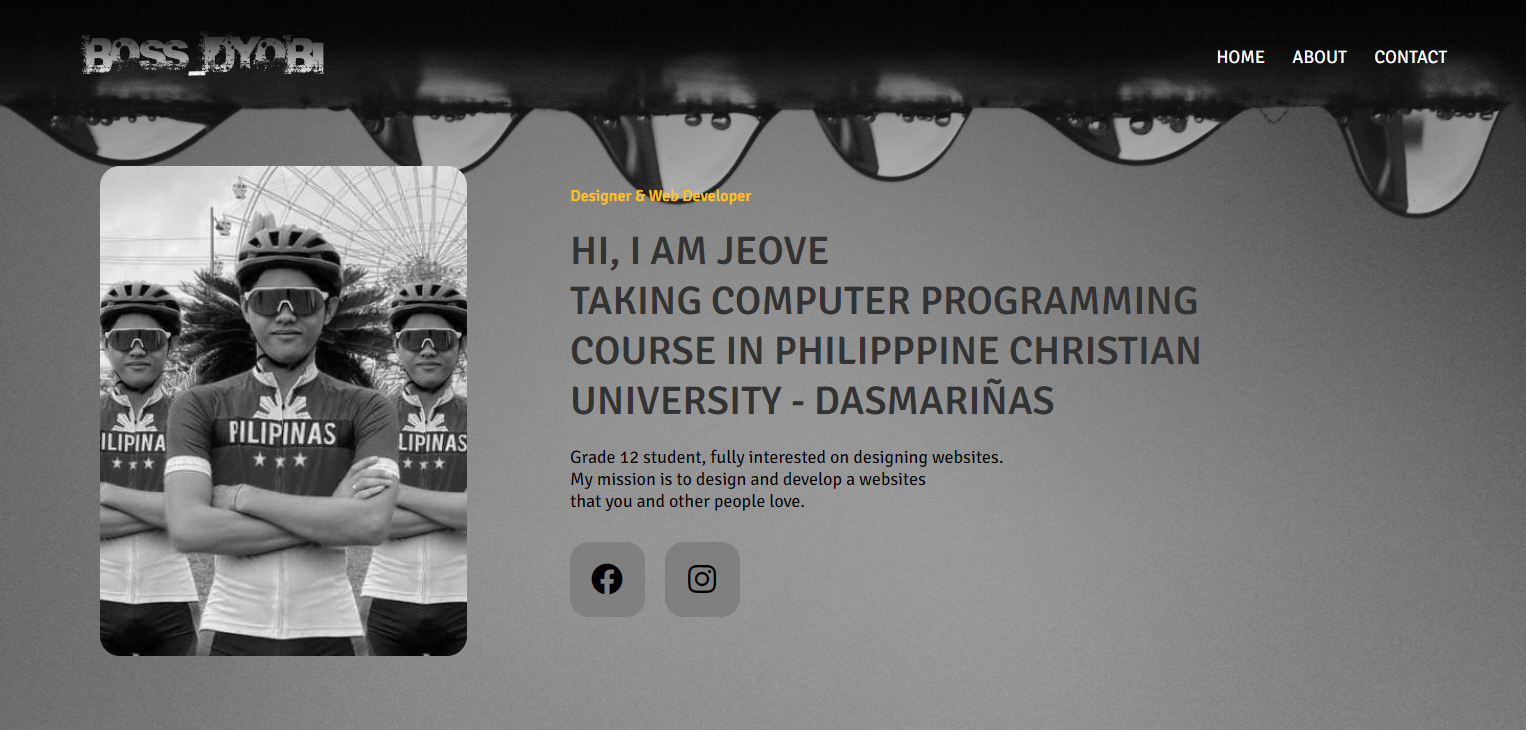 BOSS_DYOBI
HOME ABOUT CONTACT
Designer & Web Developer
HI, I AM JEOVE
TAKING COMPUTER PROGRAMMING
COURSE IN PHILIPPPINE CHRISTIAN
UNIVERSITY - DASMARIÑAS
PILIPINAS
ILIPINA
LIPINAS
Grade 12 student, fully interested on designing websites.
My mission is to design and develop a websites
that you and other people love.